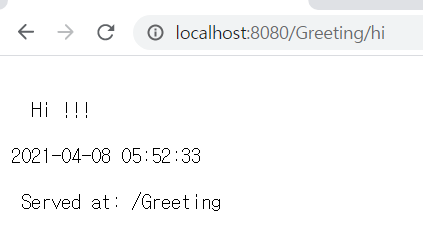 localhost:8080/Greeting/hi
Hi !!!
2021-04-08 05:52:33
Served at: /Greeting